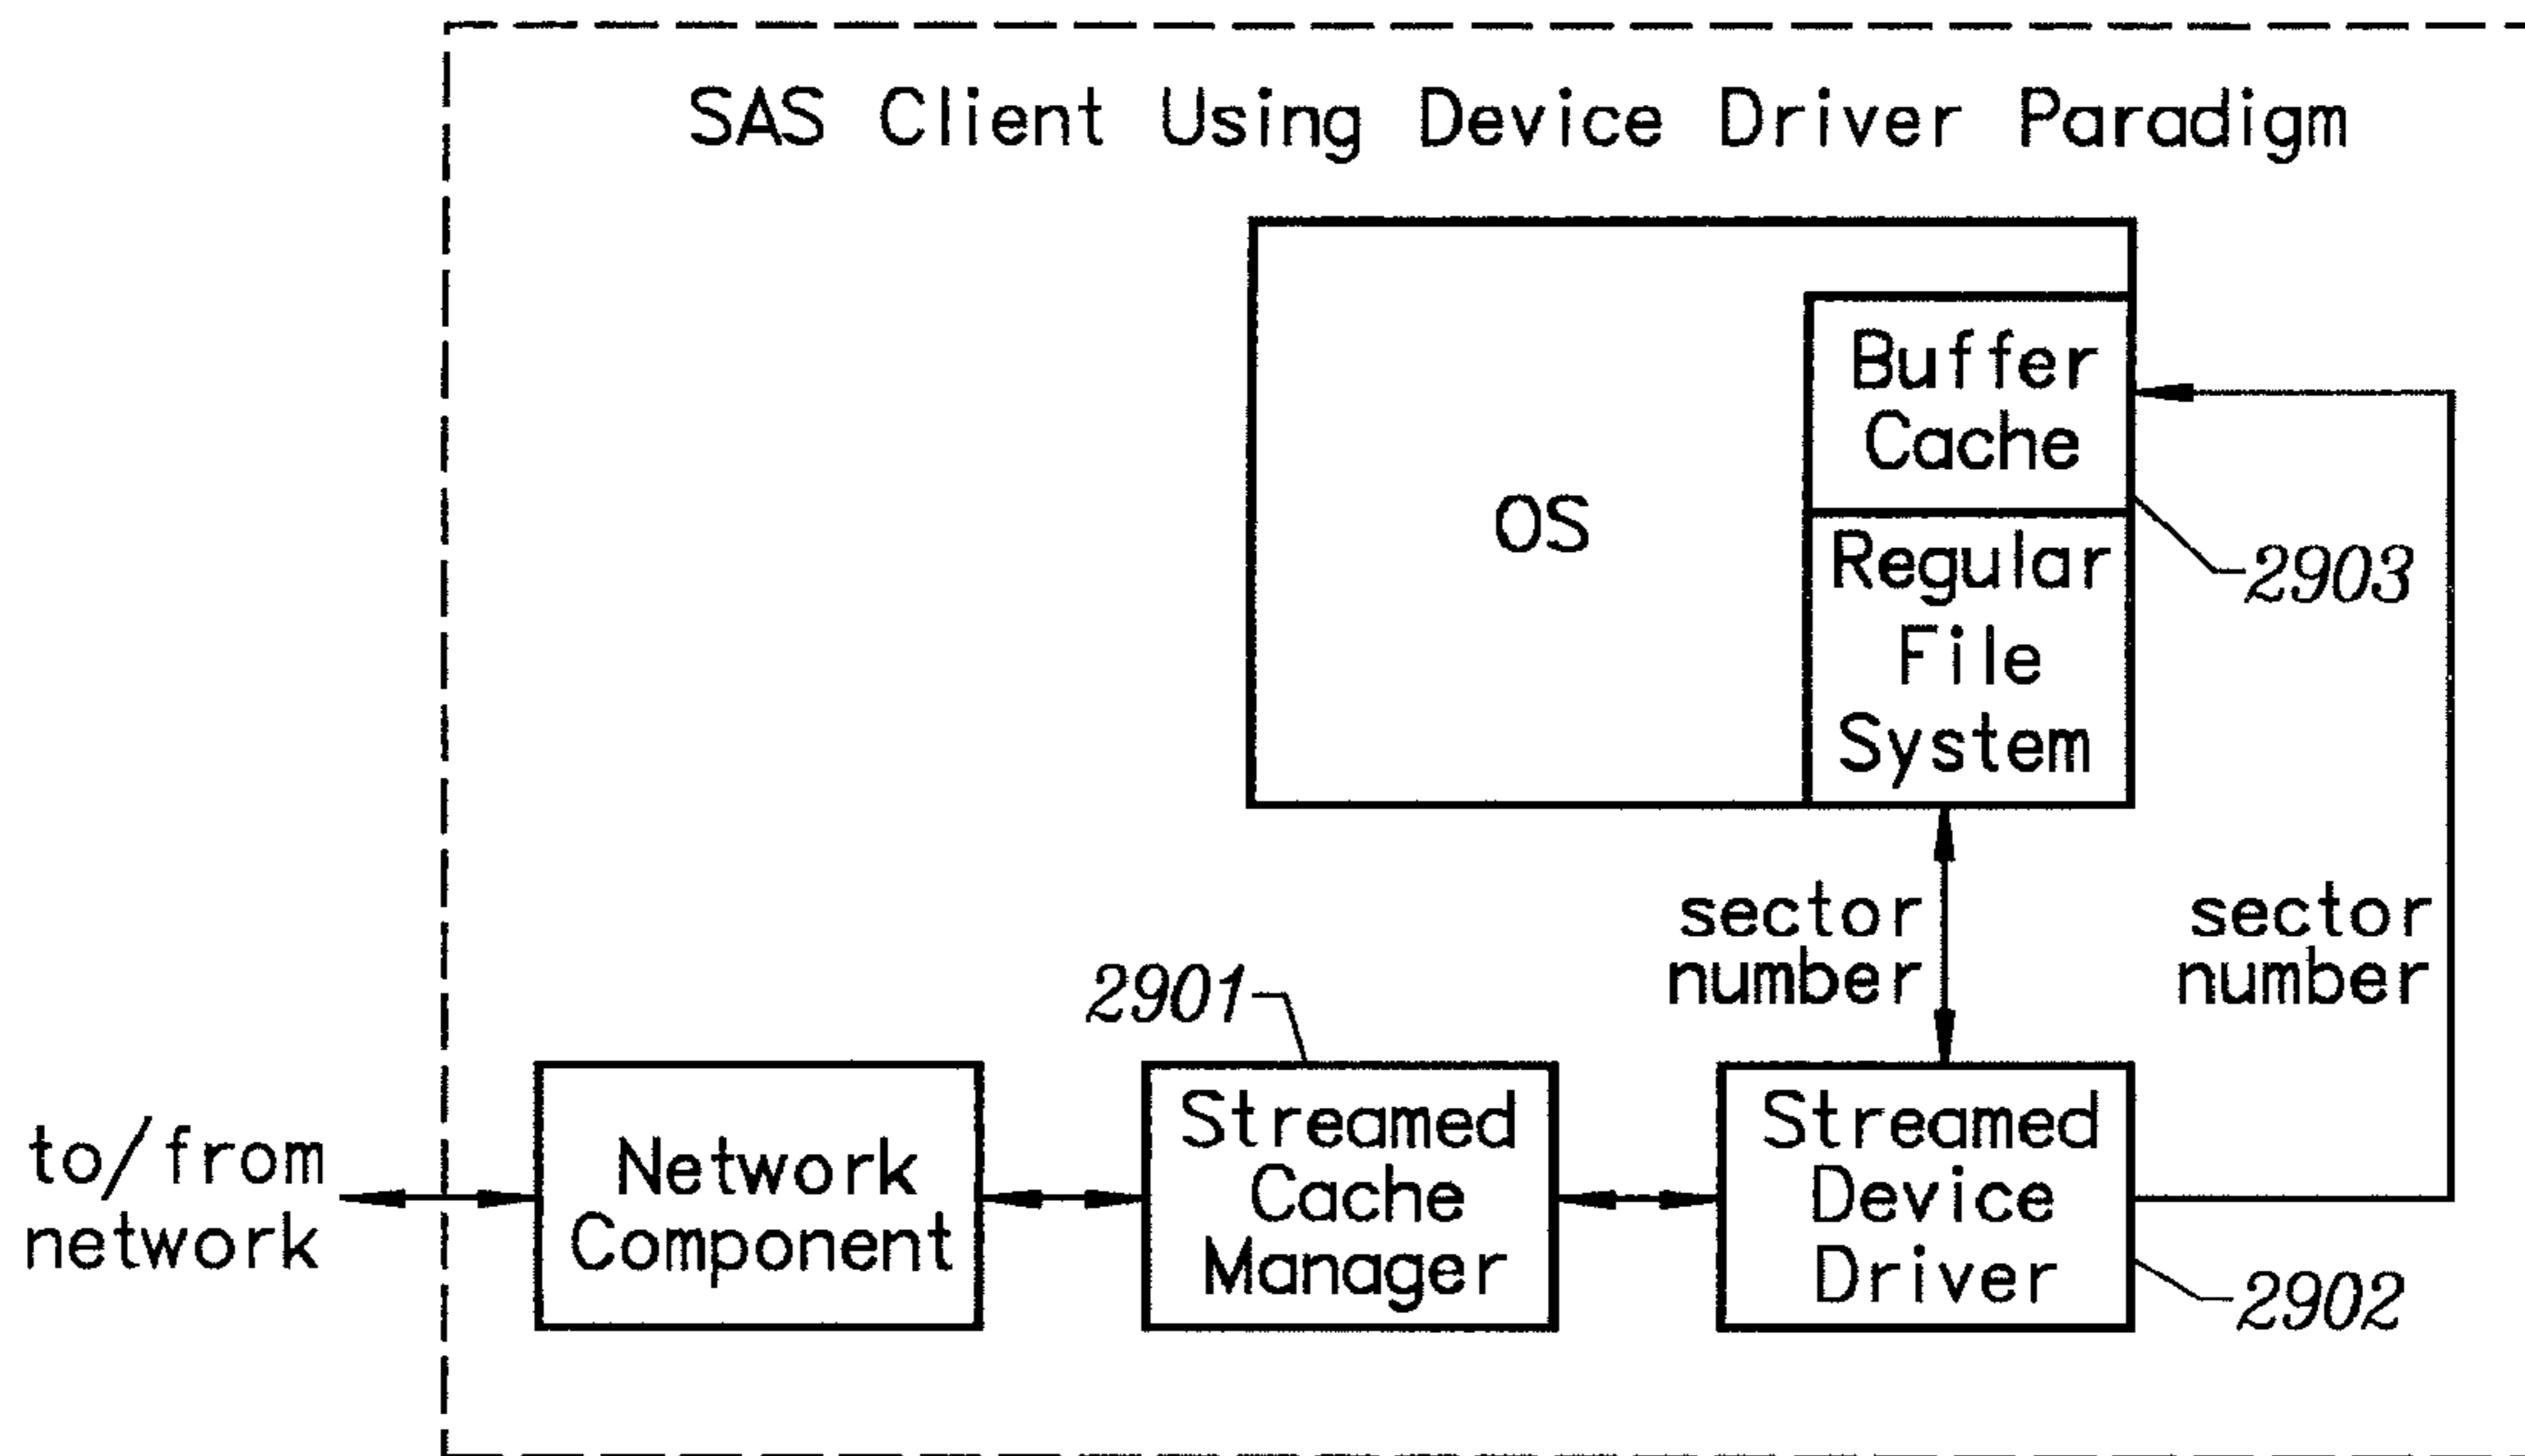 SAS Client Using Device Driver Paradigm
Buffer
Cache
OS
Regular
File
System
2903
sector
number
sector
number
2901
to/from
network
Network
Component
Streamed
Cache
Manager
Streamed
Device
Driver
2902